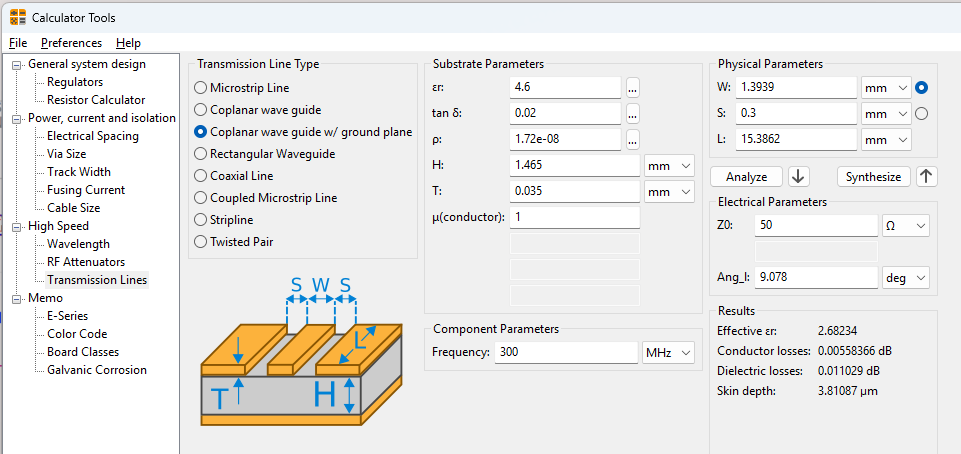 Calculator Tools
File Preferences Help
General system design
Regulators
Resistor Calculator
Power, current and isolation
Electrical Spacing
Via Size
Track Width
Fusing Current
Cable Size
High Speed
Wavelength
RF Attenuators
Transmission Lines
Memo
E-Series
Color Code
Board Classes
Galvanic Corrosion
Transmission Line Type
Microstrip Line
Coplanar wave guide
Coplanar wave guide w/ ground plane
Rectangular Waveguide
Coaxial Line
Coupled Microstrip Line
Stripline
Twisted Pair
S W S
L
T
H
Substrate Parameters
εr: 4.6 ...
tan δ: 0.02 ...
ρ: 1.72e-08 ...
H: 1.465 mm
T: 0.035 mm
μ(conductor): 1
Component Parameters
Frequency: 300 MHz
Physical Parameters
W: 1.3939 mm
S: 0.3 mm
L: 15.3862 mm
Analyze Synthesize
Electrical Parameters
Z0: 50 Ω
Ang_l: 9.078 deg
Results
Effective εr: 2.68234
Conductor losses: 0.00558366 dB
Dielectric losses: 0.011029 dB
Skin depth: 3.81087 μm